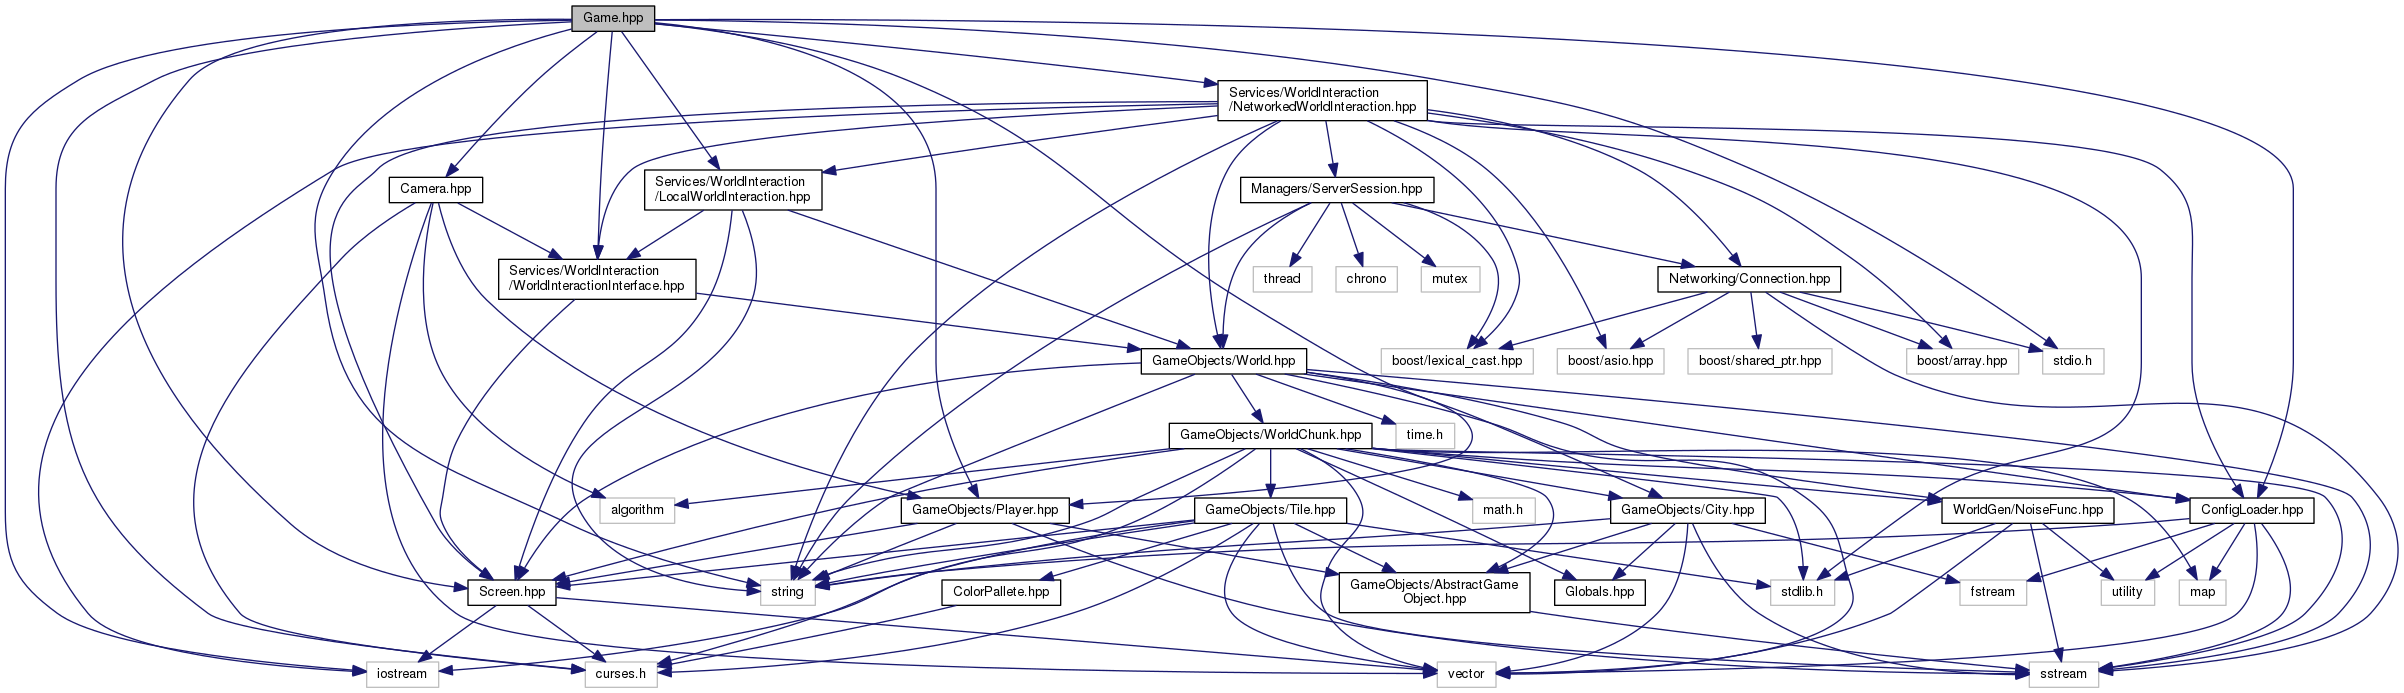 Game.hpp
Services/WorldInteraction
/NetworkedWorldInteraction.hpp
Camera.hpp
Services/WorldInteraction
/LocalWorldInteraction.hpp
Managers/ServerSession.hpp
Services/WorldInteraction
/WorldInteractionInterface.hpp
thread
chrono
mutex
Networking/Connection.hpp
GameObjects/World.hpp
boost/lexical_cast.hpp
boost/asio.hpp
boost/shared_ptr.hpp
boost/array.hpp
stdio.h
GameObjects/WorldChunk.hpp
time.h
algorithm
GameObjects/Player.hpp
GameObjects/Tile.hpp
math.h
GameObjects/City.hpp
WorldGen/NoiseFunc.hpp
ConfigLoader.hpp
Screen.hpp
string
ColorPallete.hpp
GameObjects/AbstractGame
Object.hpp
Globals.hpp
stdlib.h
fstream
utility
map
iostream
curses.h
vector
sstream